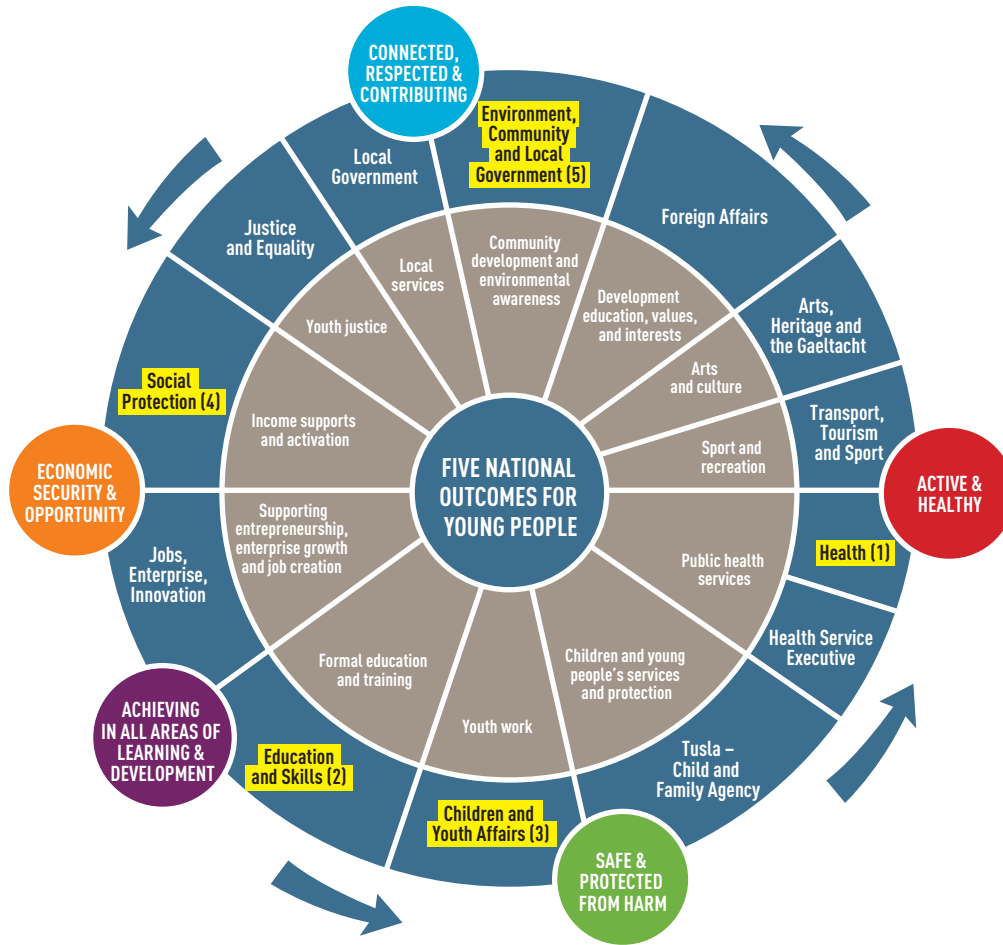 CONNECTED,
RESPECTED &
CONTRIBUTING
Environment,
Community
and Local
Government (5)
Local
Government
Foreign Affairs
Justice
and Equality
Arts,
Heritage and
the Gaeltacht
Social
Protection (4)
Transport,
Tourism
and Sport
ECONOMIC
SECURITY &
OPPORTUNITY
ACTIVE &
HEALTHY
Jobs,
Enterprise,
Innovation
Health (1)
Health Service
Executive
ACHIEVING
IN ALL AREAS OF
LEARNING &
DEVELOPMENT
Education
and Skills (2)
Children and
Youth Affairs (3)
Tusla –
Child and
Family Agency
SAFE &
PROTECTED
FROM HARM
Community
development and
environmental
awareness
Local
services
Development
education, values,
and interests
Youth justice
Arts
and culture
Income supports
and activation
Sport and
recreation
FIVE NATIONAL
OUTCOMES FOR
YOUNG PEOPLE
Supporting
entrepreneurship,
enterprise growth
and job creation
Public health
services
Formal education
and training
Children and young
people's services
and protection
Youth work